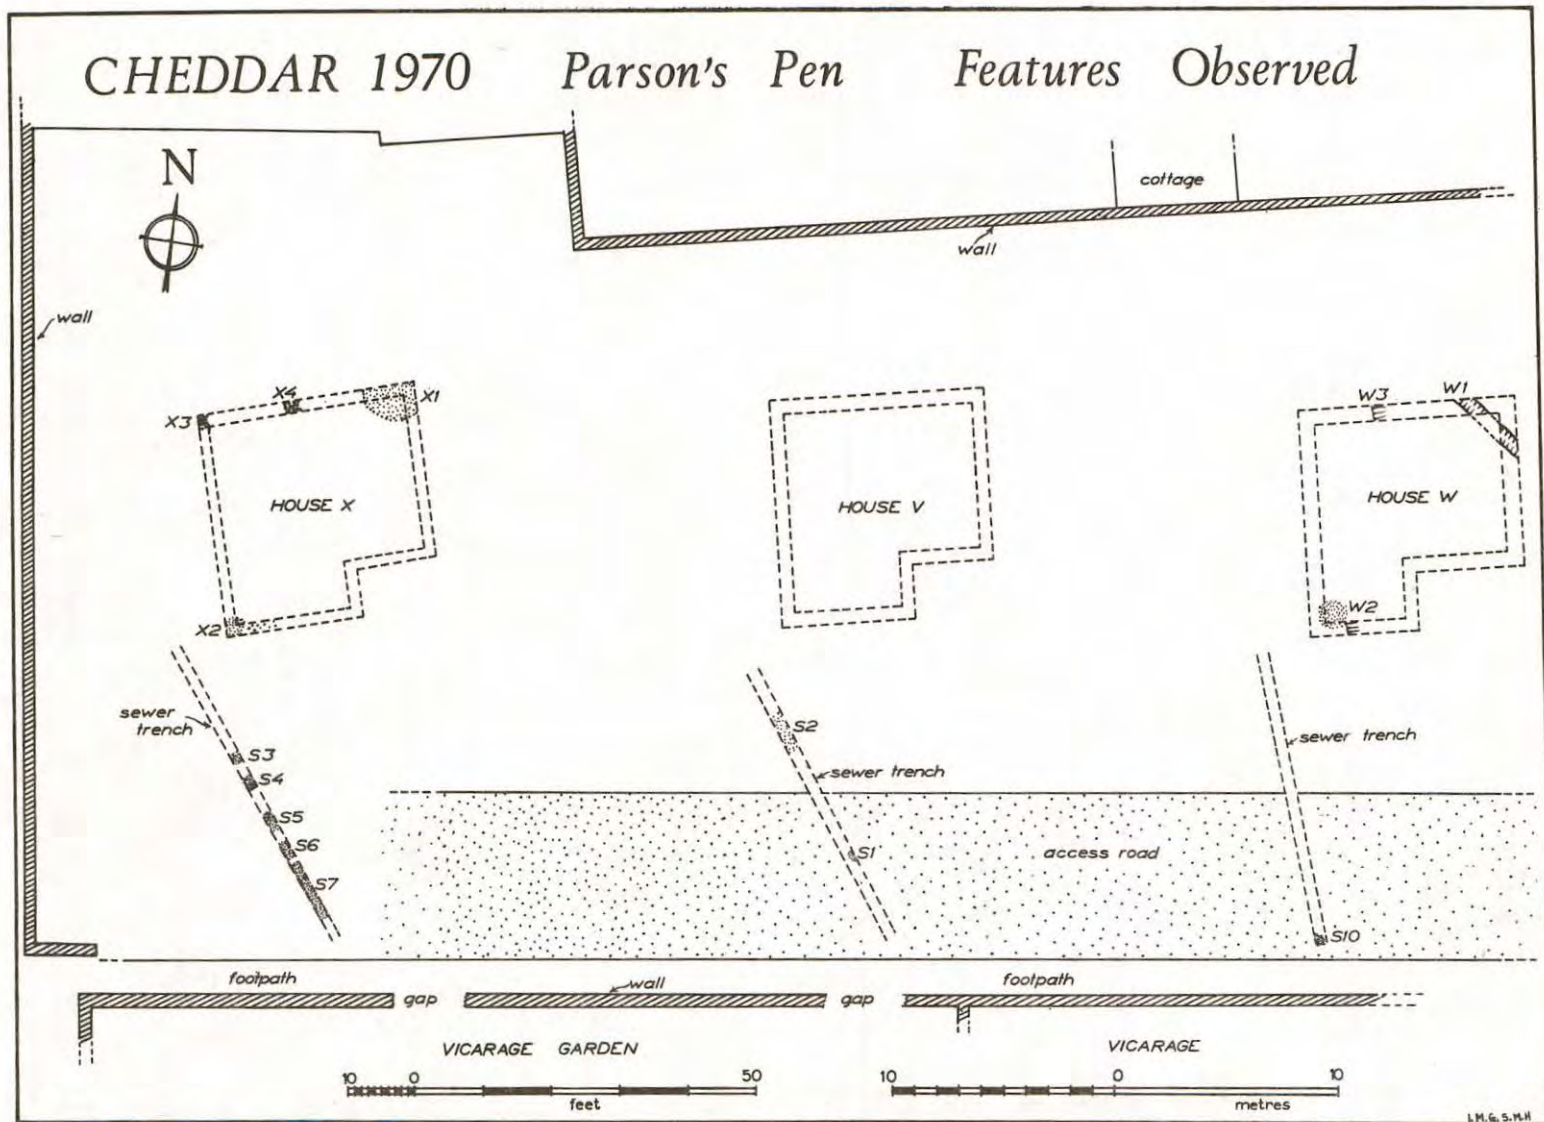 CHEDDAR 1970 Parson's Pen Features Observed
N
cottage
wall
wall
X4
X1
X3
HOUSE X
X2
HOUSE V
W3
W1
HOUSE W
W2
sewer
trench
S3
S4
S5
S6
S7
S2
sewer trench
S1
sewer trench
access road
S10
footpath
footpath
gap
wall
gap
VICARAGE GARDEN
VICARAGE
10 0 50
feet
10 0 10
metres
I.M.G. S.M.H